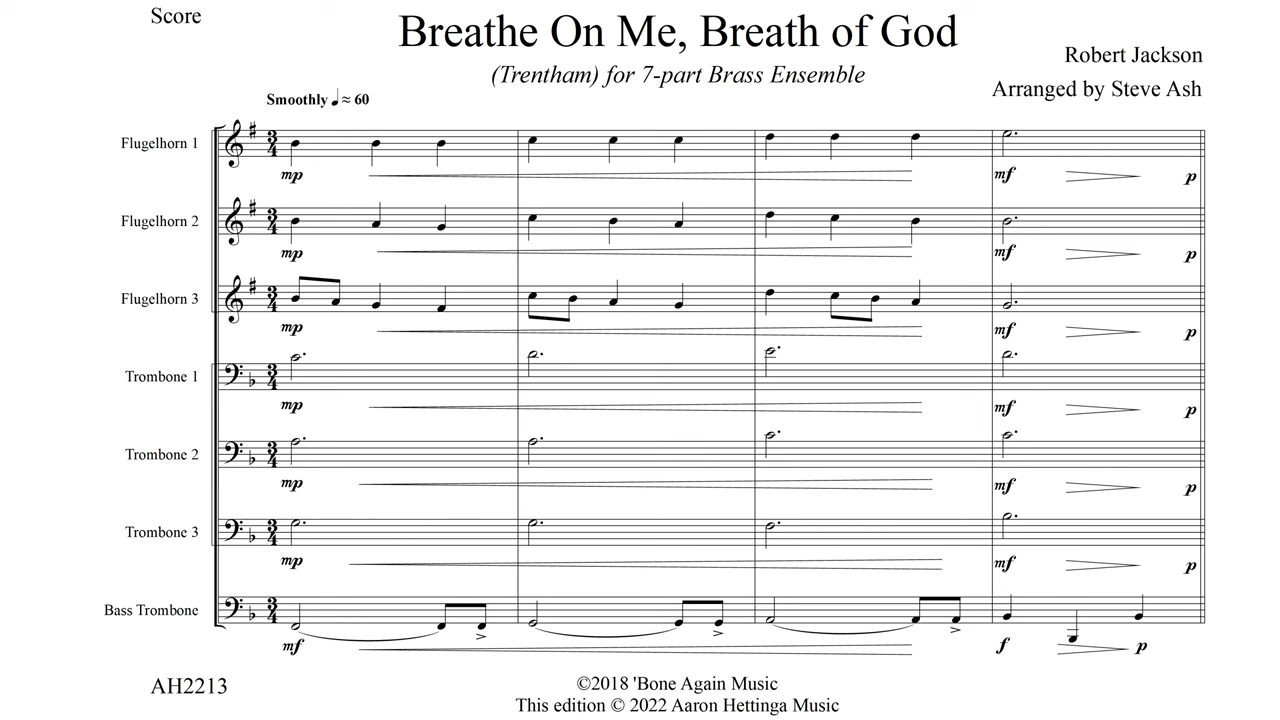 Score
Breathe On Me, Breath of God
(Trentham) for 7-part Brass Ensemble
Robert Jackson
Arranged by Steve Ash
Smoothly ♩ ≈ 60
Flugelhorn 1
mp mf p
Flugelhorn 2
mp mf p
Flugelhorn 3
mp mf p
Trombone 1
mp mf p
Trombone 2
mp mf p
Trombone 3
mp mf p
Bass Trombone
mf f p
AH2213
©2018 'Bone Again Music
This edition © 2022 Aaron Hettinga Music